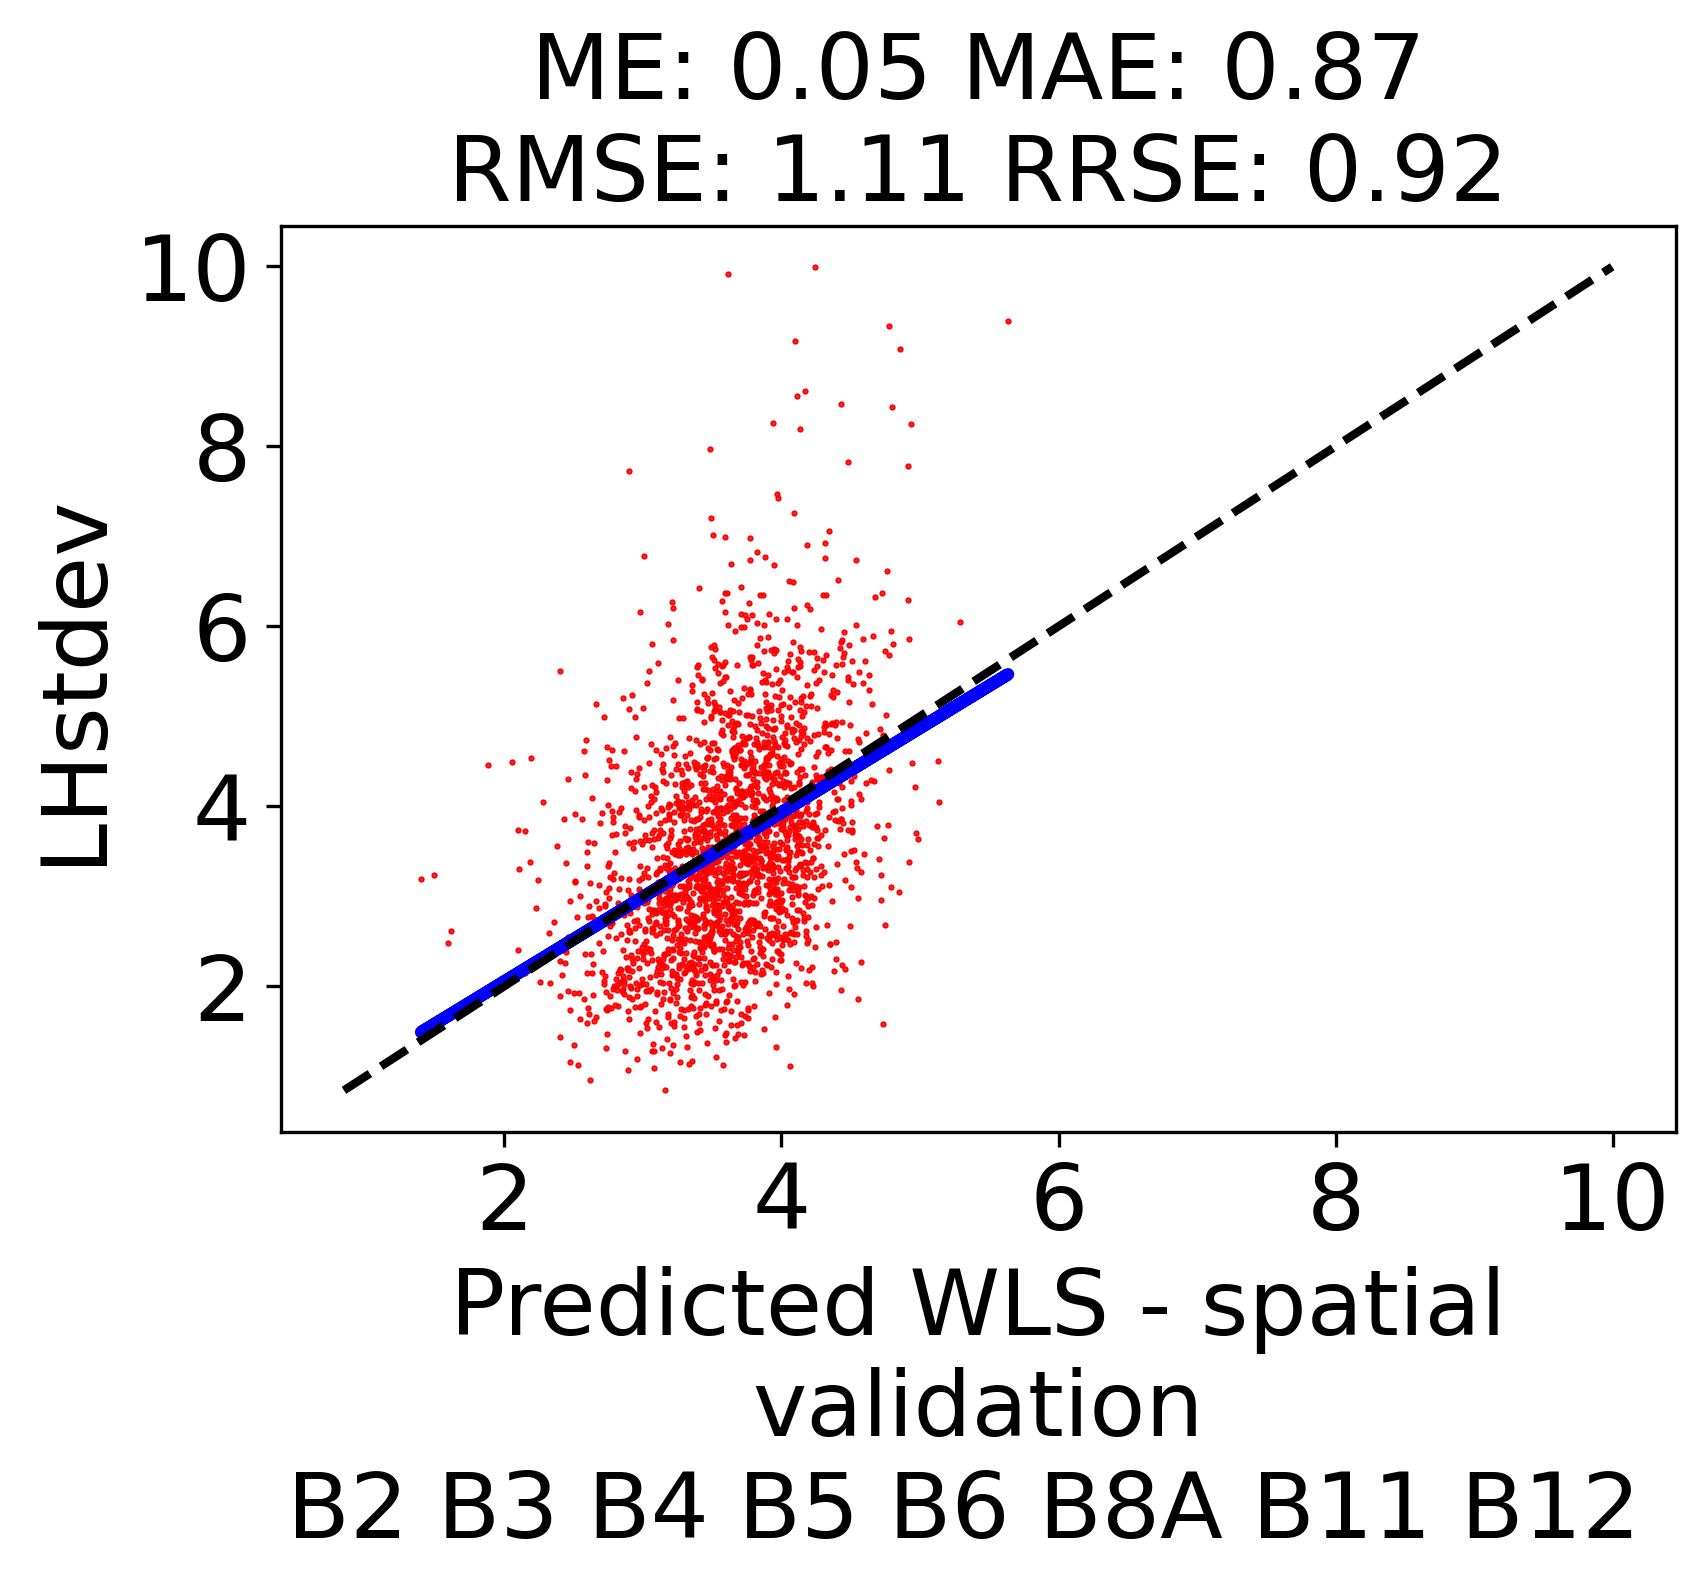 ME: 0.05 MAE: 0.87
RMSE: 1.11 RRSE: 0.92
10
8
6
4
2
LHstdev
2 4 6 8 10
Predicted WLS - spatial
validation
B2 B3 B4 B5 B6 B8A B11 B12